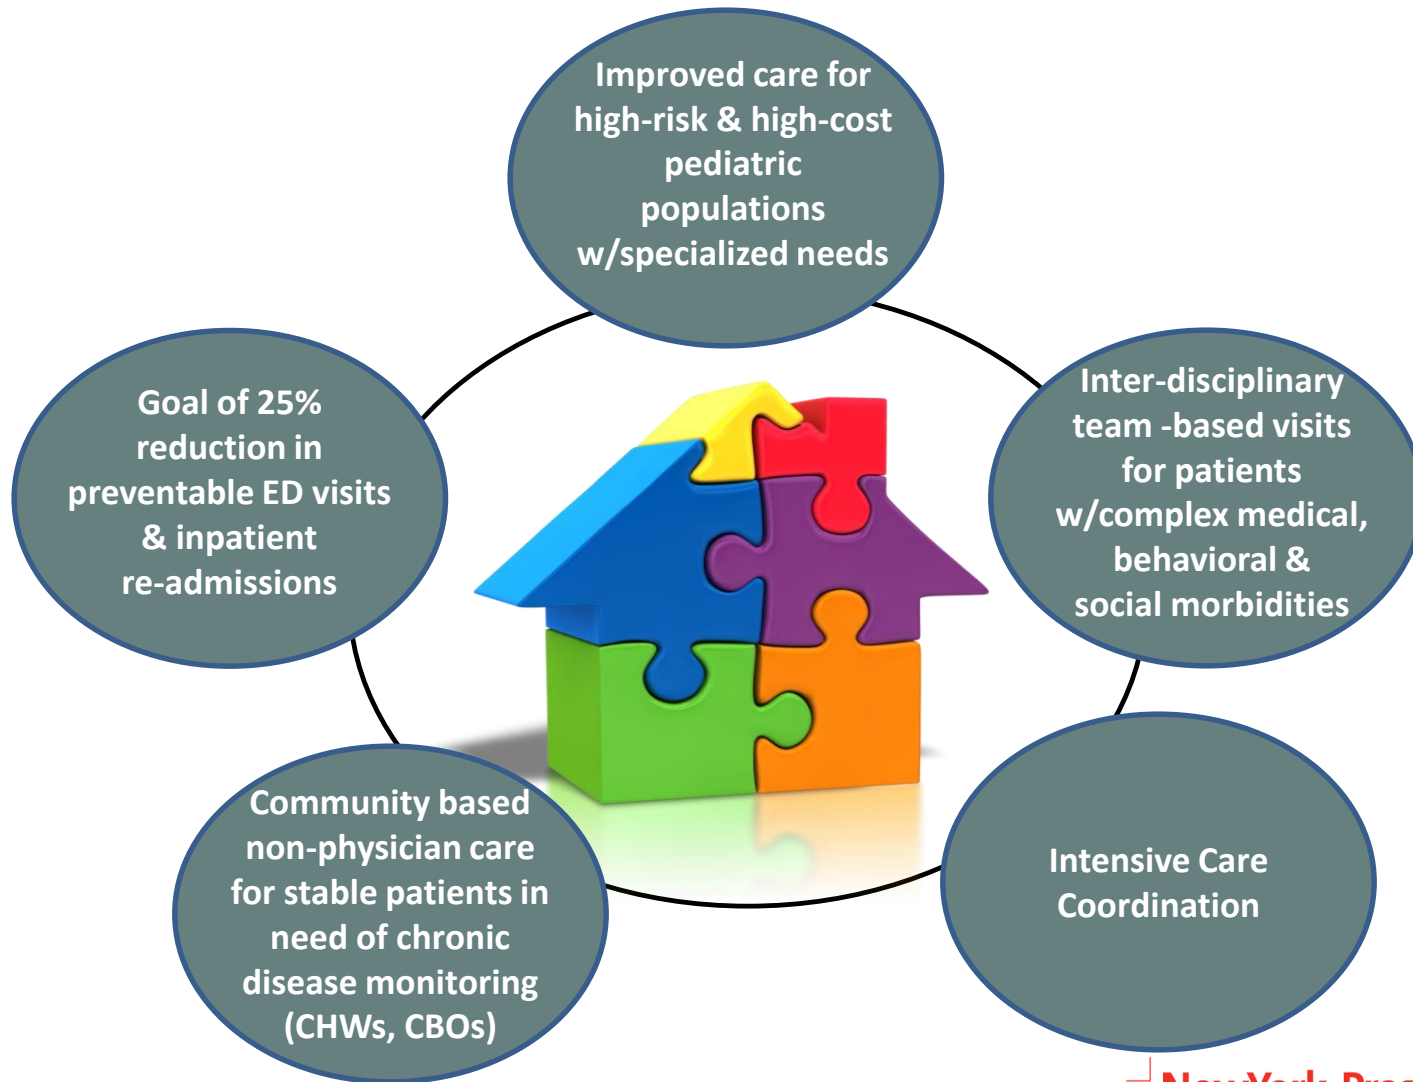 Improved care for
high-risk & high-cost
pediatric
populations
w/specialized needs
Inter-disciplinary
team -based visits
for patients
w/complex medical,
behavioral &
social morbidities
Intensive Care
Coordination
Community based
non-physician care
for stable patients in
need of chronic
disease monitoring
(CHWs, CBOs)
Goal of 25%
reduction in
preventable ED visits
& inpatient
re-admissions
New York